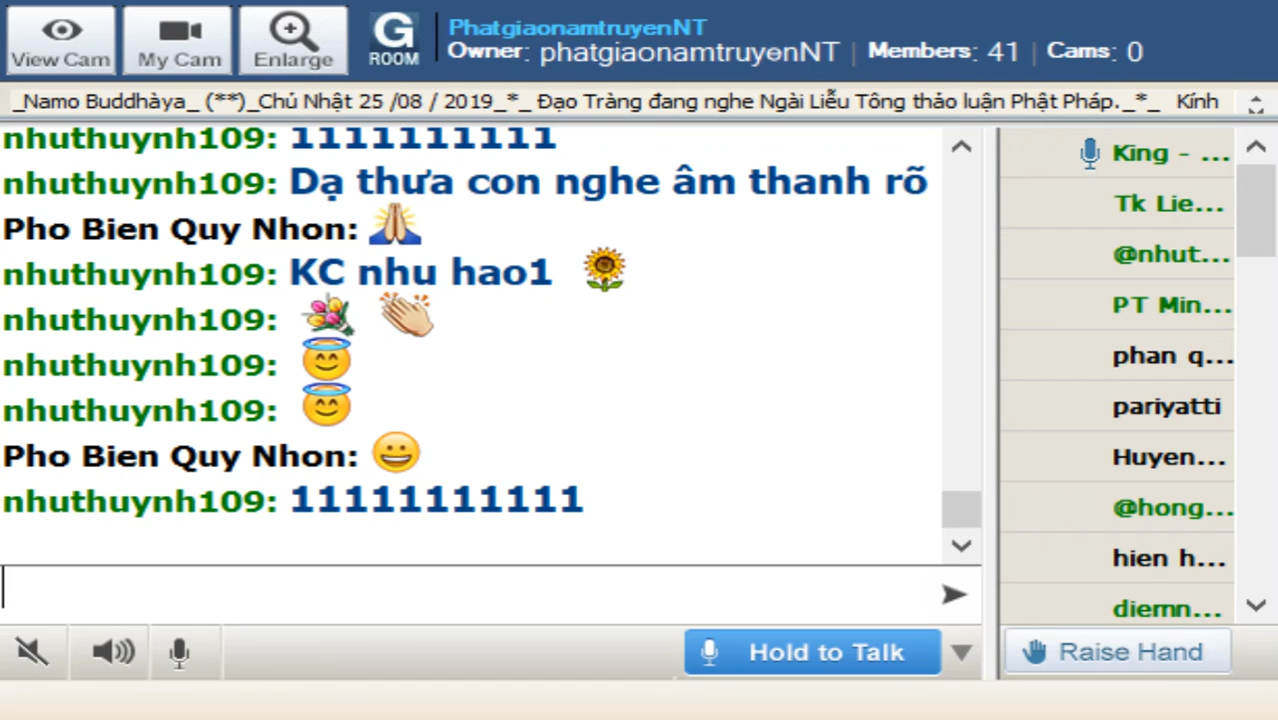 View Cam
My Cam
Enlarge
G
ROOM
PhatgiaonamtruyenNT
Owner: phatgiaonamtruyenNT | Members: 41 | Cams: 0
_Namo Buddhàya_ (**)_Chủ Nhật 25 /08 / 2019_*_ Đạo Tràng đang nghe Ngài Liễu Tông thảo luận Phật Pháp._*_ Kính
nhuthuynh109: 1111111111
nhuthuynh109: Dạ thưa con nghe âm thanh rõ
Pho Bien Quy Nhon: 🙏
nhuthuynh109: KC nhu hao1 🌻
nhuthuynh109: 💐 👏
nhuthuynh109: 😇
nhuthuynh109: 😇
Pho Bien Quy Nhon: 😀
nhuthuynh109: 11111111111
King - ...
Tk Lie...
@nhut...
PT Min...
phan q...
pariyatti
Huyen...
@hong...
hien h...
diemn...
Hold to Talk
Raise Hand